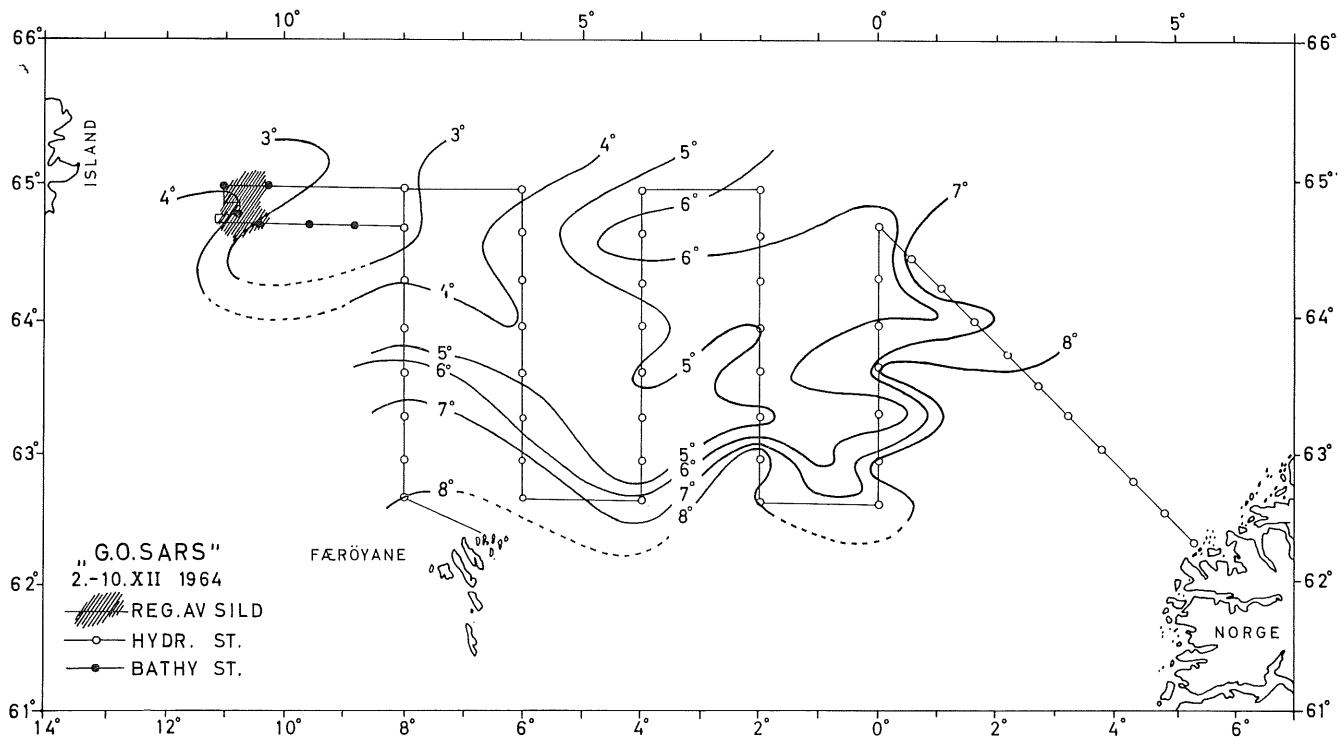 10° 5° 0° 5°
66° 66°
ISLAND
3° 3° 4° 5° 6° 7°
65° 65°
4°
6°
4°
64° 64°
5° 5° 8°
6°
7°
63° 63°
5°
6°
7°
8° 8°
„G.O.SARS"
2.-10.XII 1964
REG. AV SILD
HYDR. ST.
BATHY ST.
FÆRÖYANE
62° 62°
NORGE
61° 61°
14 12° 10° 8° 6° 4° 2° 0° 2° 4° 6°